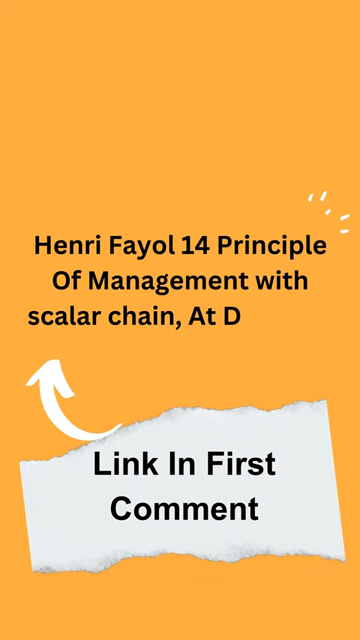 Henri Fayol 14 Principle
Of Management with
scalar chain, At D
Link In First
Comment